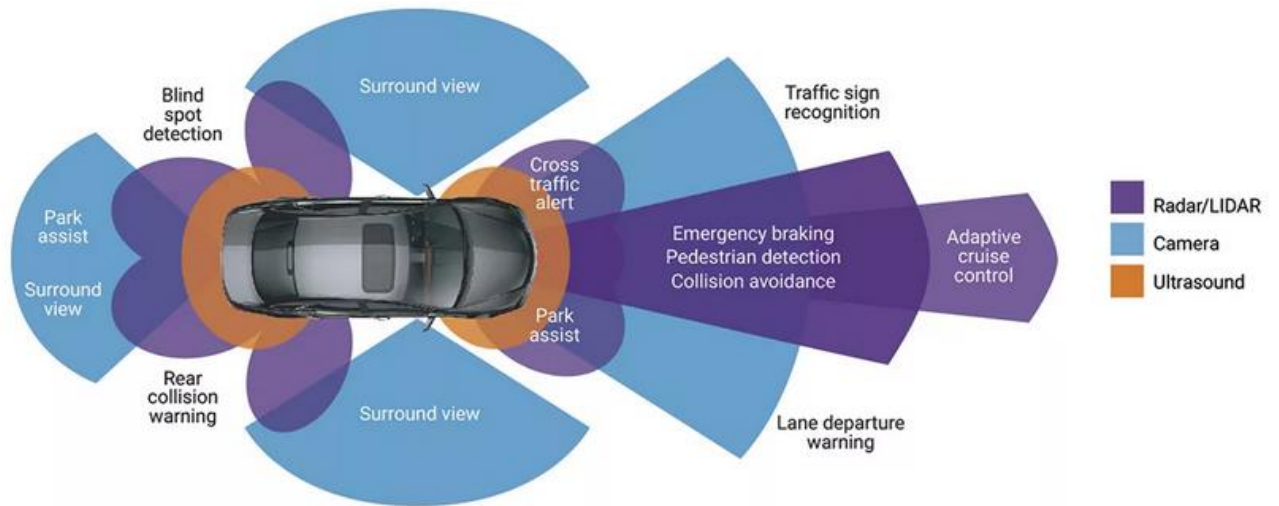 Surround view
Blind
spot
detection
Traffic sign
recognition
Cross
traffic
alert
Park
assist
Surround
view
Emergency braking
Pedestrian detection
Collision avoidance
Adaptive
cruise
control
Radar/LIDAR
Camera
Ultrasound
Park
assist
Rear
collision
warning
Surround view
Lane departure
warning